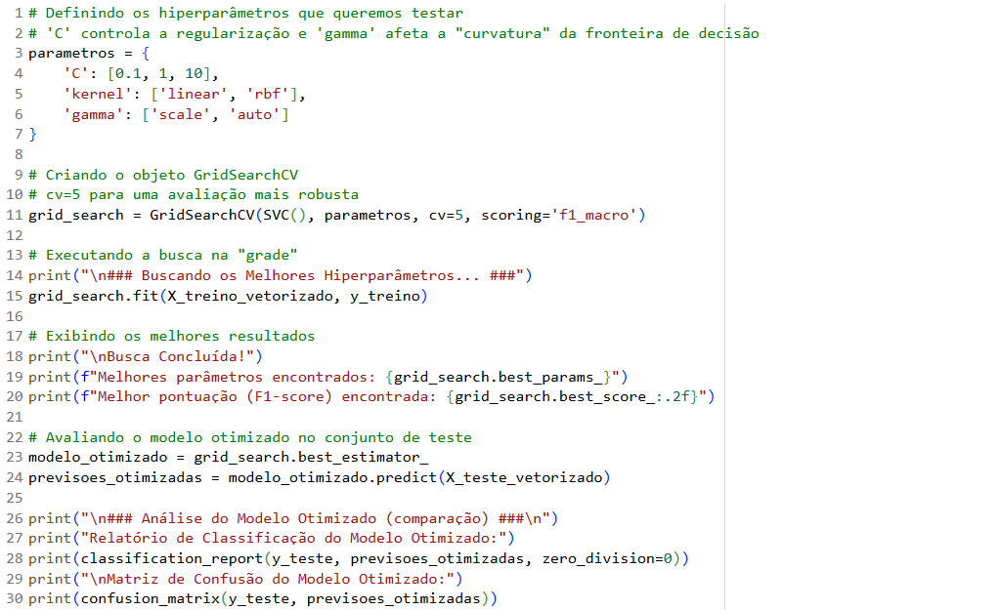 1 # Definindo os hiperparâmetros que queremos testar
2 # 'C' controla a regularização e 'gamma' afeta a "curvatura" da fronteira de decisão
3 parametros = {
4     'C': [0.1, 1, 10],
5     'kernel': ['linear', 'rbf'],
6     'gamma': ['scale', 'auto']
7 }
8
9 # Criando o objeto GridSearchCV
10 # cv=5 para uma avaliação mais robusta
11 grid_search = GridSearchCV(SVC(), parametros, cv=5, scoring='f1_macro')
12
13 # Executando a busca na "grade"
14 print("\n### Buscando os Melhores Hiperparâmetros... ###")
15 grid_search.fit(X_treino_vetorizado, y_treino)
16
17 # Exibindo os melhores resultados
18 print("\nBusca Concluída!")
19 print(f"Melhores parâmetros encontrados: {grid_search.best_params_}")
20 print(f"Melhor pontuação (F1-score) encontrada: {grid_search.best_score_:.2f}")
21
22 # Avaliando o modelo otimizado no conjunto de teste
23 modelo_otimizado = grid_search.best_estimator_
24 previsoes_otimizadas = modelo_otimizado.predict(X_teste_vetorizado)
25
26 print("\n### Análise do Modelo Otimizado (comparação) ###\n")
27 print("Relatório de Classificação do Modelo Otimizado:")
28 print(classification_report(y_teste, previsoes_otimizadas, zero_division=0))
29 print("\nMatriz de Confusão do Modelo Otimizado:")
30 print(confusion_matrix(y_teste, previsoes_otimizadas))